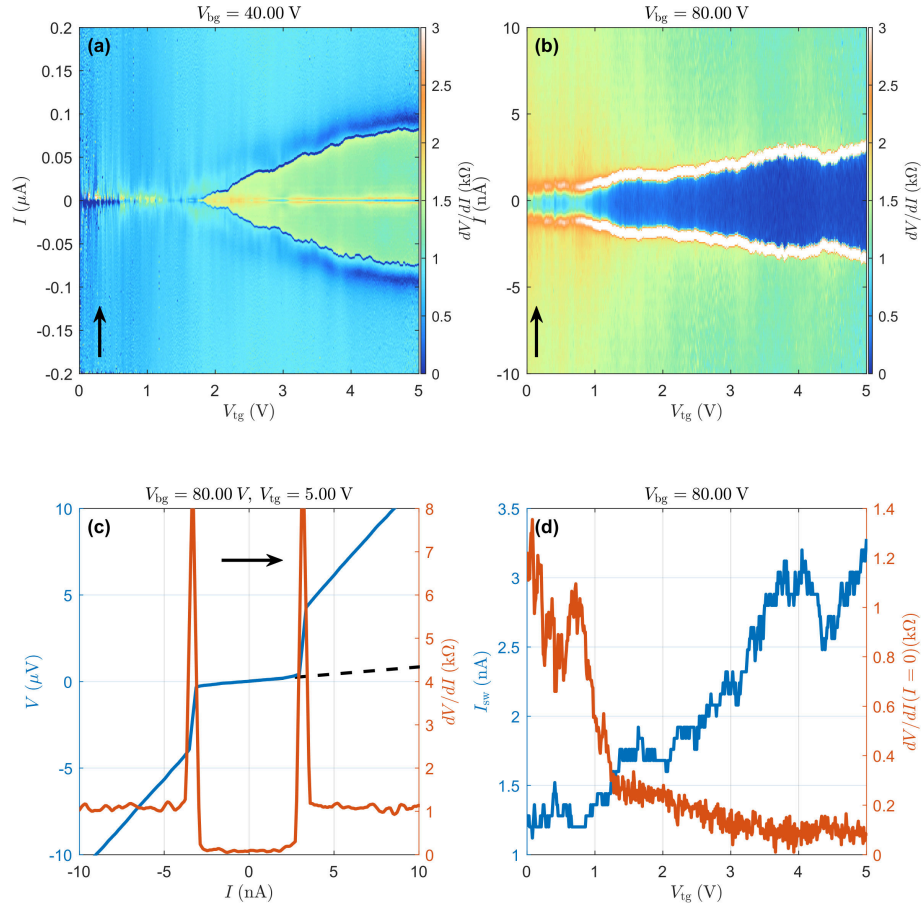 V_bg = 40.00 V
(a)
0.2
0.15
0.1
0.05
0
-0.05
-0.1
-0.15
-0.2
I (μA)
0 1 2 3 4 5
V_tg (V)
3
2.5
2
1.5
1
0.5
0
dV/dI (kΩ)
V_bg = 80.00 V
(b)
10
5
0
-5
-10
I (nA)
0 1 2 3 4 5
V_tg (V)
3
2.5
2
1.5
1
0.5
0
dV/dI (kΩ)
V_bg = 80.00 V, V_tg = 5.00 V
(c)
10
5
0
-5
-10
V (μV)
-10 -5 0 5 10
I (nA)
8
7
6
5
4
3
2
1
0
dV/dI (kΩ)
V_bg = 80.00 V
(d)
3.5
3
2.5
2
1.5
1
I_sw (nA)
0 1 2 3 4 5
V_tg (V)
1.4
1.2
1
0.8
0.6
0.4
0.2
0
dV/dI(I = 0)(kΩ)